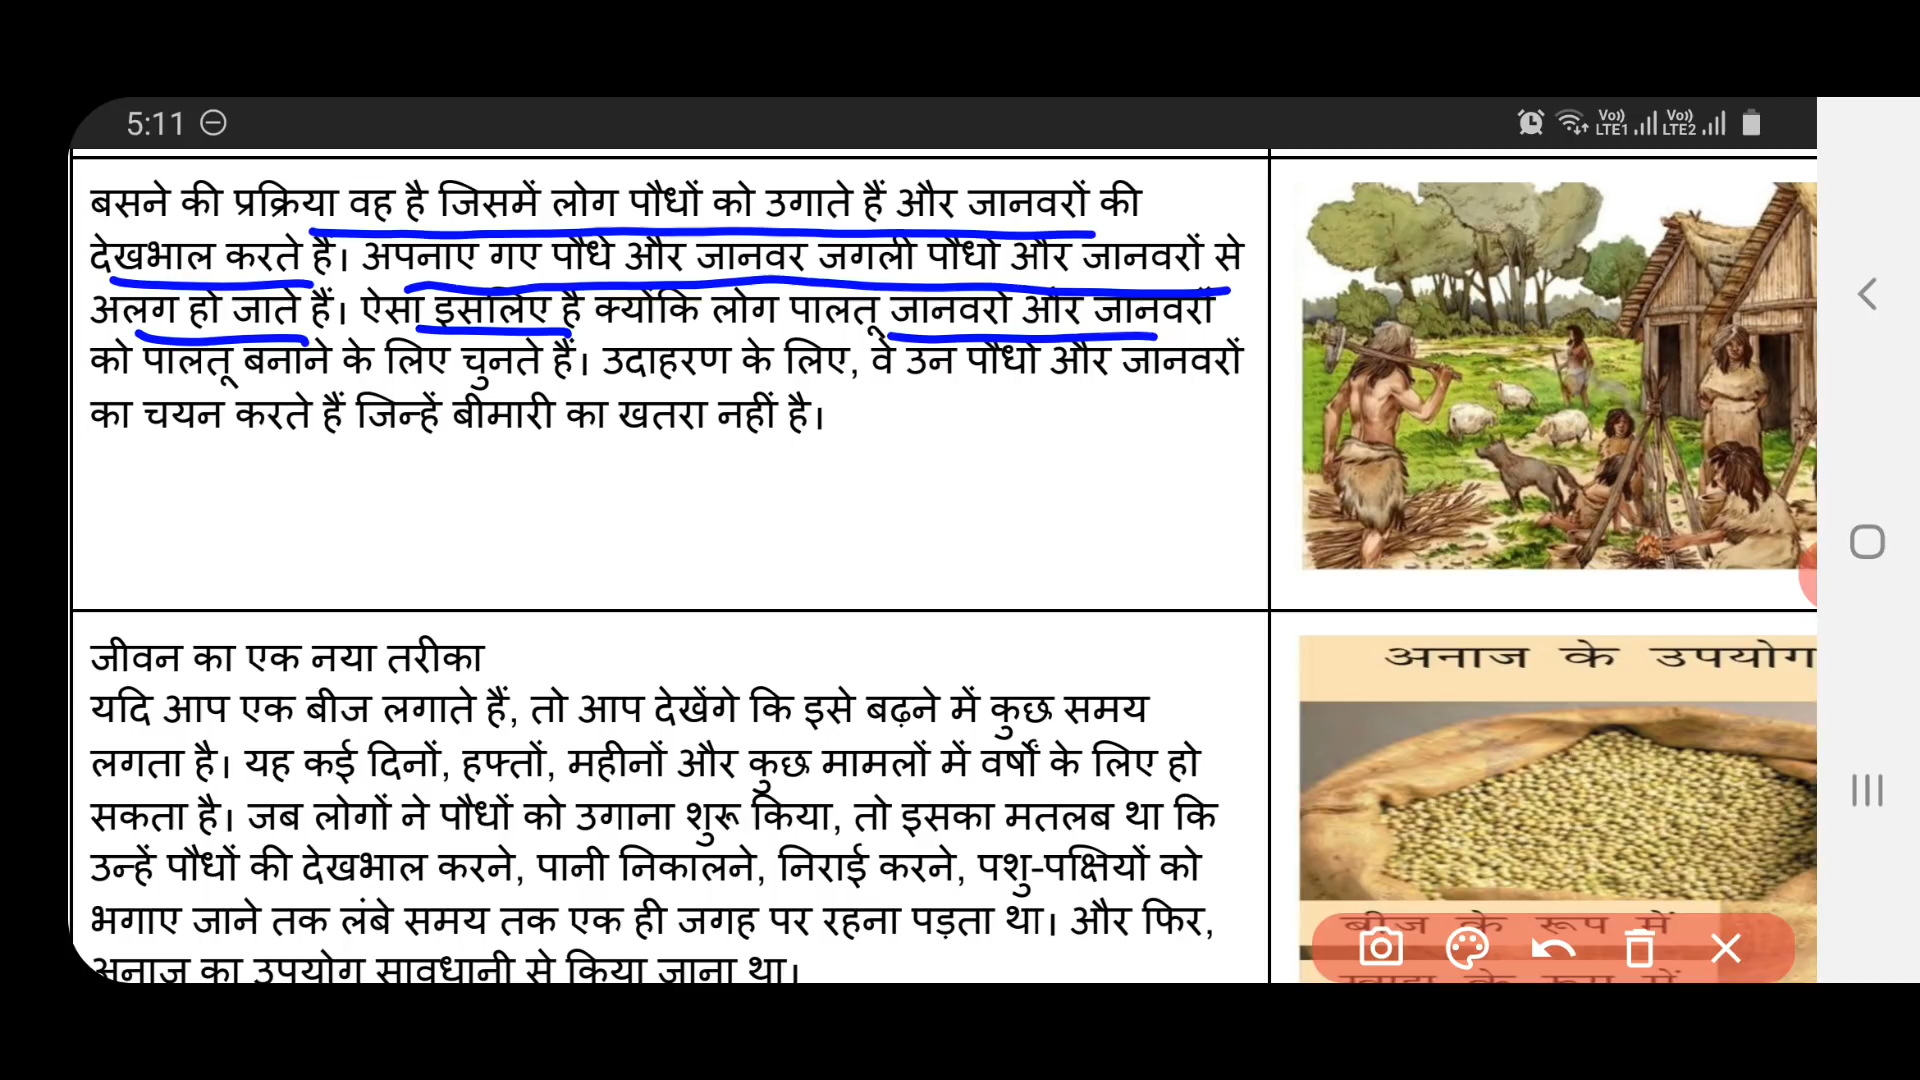 5:11
Vo)) LTE1 Vo)) LTE2
बसने की प्रक्रिया वह है जिसमें लोग पौधों को उगाते हैं और जानवरों की
देखभाल करते हैं। अपनाए गए पौधे और जानवर जंगली पौधों और जानवरों से
अलग हो जाते हैं। ऐसा इसलिए है क्योंकि लोग पालतू जानवरों और जानवरों
को पालतू बनाने के लिए चुनते हैं। उदाहरण के लिए, वे उन पौधों और जानवरों
का चयन करते हैं जिन्हें बीमारी का खतरा नहीं है।
जीवन का एक नया तरीका
यदि आप एक बीज लगाते हैं, तो आप देखेंगे कि इसे बढ़ने में कुछ समय
लगता है। यह कई दिनों, हफ्तों, महीनों और कुछ मामलों में वर्षों के लिए हो
सकता है। जब लोगों ने पौधों को उगाना शुरू किया, तो इसका मतलब था कि
उन्हें पौधों की देखभाल करने, पानी निकालने, निराई करने, पशु-पक्षियों को
भगाए जाने तक लंबे समय तक एक ही जगह पर रहना पड़ता था। और फिर,
अनाज का उपयोग सावधानी से किया जाना था।
अनाज के उपयोग
बीज के रूप में